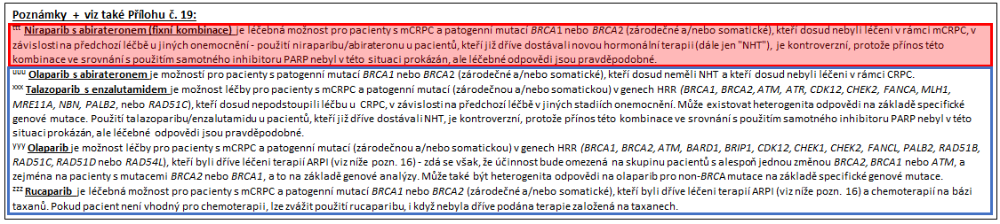 Poznámky + viz také Přílohu č. 19:
ttt Niraparib s abirateronem (fixní kombinace) je léčebná možnost pro pacienty s mCRPC a patogenní mutací BRCA1 nebo BRCA2 (zárodečné a/nebo somatické), kteří dosud nebyli léčeni v rámci mCRPC, v
závislosti na předchozí léčbě u jiných onemocnění - použití niraparibu/abirateronu u pacientů, kteří již dříve dostávali novou hormonální terapii (dále jen "NHT"), je kontroverzní, protože přínos této
kombinace ve srovnání s použitím samotného inhibitoru PARP nebyl v této situaci prokázán, ale léčebné odpovědi jsou pravděpodobné.
uuu Olaparib s abirateronem je možnost léčby pro pacienty s patogenní mutací BRCA1 nebo BRCA2 (zárodečné a/nebo somatické), kteří dosud neměli NHT a kteří dosud nebyli léčeni v rámci CRPC.
xxx Talazoparib s enzalutamidem je možnost léčby pro pacienty s mCRPC a patogenní mutací (zárodečnou a/nebo somatickou) v genech HRR (BRCA1, BRCA2, ATM, ATR, CDK12, CHEK2, FANCA, MLH1,
MRE11A, NBN, PALB2, nebo RAD51C), kteří dosud nepodstoupili léčbu u CRPC, v závislosti na předchozí léčbě v jiných stadiích onemocnění. Může existovat heterogenita odpovědi na základě specifické
genové mutace. Použití talazoparibu/enzalutamidu u pacientů, kteří již dříve dostávali NHT, je kontroverzní, protože přínos této kombinace ve srovnání s použitím samotného inhibitoru PARP nebyl v této
situaci prokázán, ale léčebné odpovědi jsou pravděpodobné.
yyy Olaparib je možnost léčby pro pacienty s mCRPC a patogenní mutací (zárodečnou a/nebo somatickou) v genech HRR (BRCA1, BRCA2, ATM, BARD1, BRIP1, CDK12, CHEK1, CHEK2, FANCL, PALB2, RAD51B,
RAD51C, RAD51D nebo RAD54L), kteří byli dříve léčeni terapií ARPI (viz níže pozn. 16) - zdá se však, že účinnost bude omezená na skupinu pacientů s alespoň jednou změnou BRCA2, BRCA1 nebo ATM, a
zejména na pacienty s mutacemi BRCA2 nebo BRCA1, a to na základě genové analýzy. Může také být heterogenita odpovědi na olaparib pro non-BRCA mutace na základě specifické genové mutace.
zzz Rucaparib je léčebná možnost pro pacienty s mCRPC a patogenní mutací BRCA1 nebo BRCA2 (zárodečné a/nebo somatické), kteří byli dříve léčeni terapií ARPI (viz níže pozn. 16) a chemoterapií na bázi
taxanů. Pokud pacient není vhodný pro chemoterapii, lze zvážit použití rucaparibu, i když nebyla dříve podána terapie založená na taxanech.